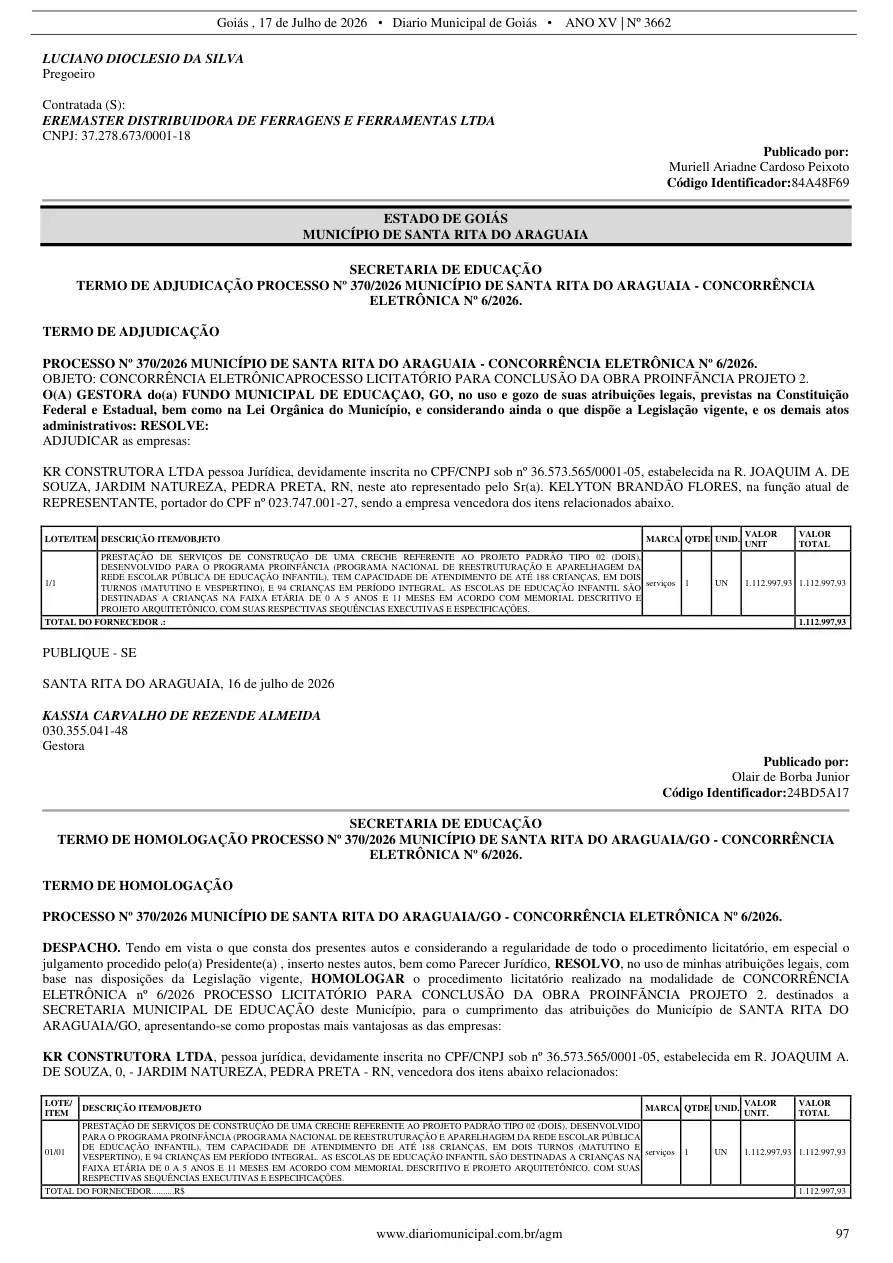 Goiás , 17 de Julho de 2026 • Diario Municipal de Goiás • ANO XV | Nº 3662
LUCIANO DIOCLESIO DA SILVA
Pregoeiro
Contratada (S):
EREMASTER DISTRIBUIDORA DE FERRAGENS E FERRAMENTAS LTDA
CNPJ: 37.278.673/0001-18
Publicado por:
Muriell Ariadne Cardoso Peixoto
Código Identificador:84A48F69
ESTADO DE GOIÁS
MUNICÍPIO DE SANTA RITA DO ARAGUAIA
SECRETARIA DE EDUCAÇÃO
TERMO DE ADJUDICAÇÃO PROCESSO Nº 370/2026 MUNICÍPIO DE SANTA RITA DO ARAGUAIA - CONCORRÊNCIA
ELETRÔNICA Nº 6/2026.
TERMO DE ADJUDICAÇÃO
PROCESSO Nº 370/2026 MUNICÍPIO DE SANTA RITA DO ARAGUAIA - CONCORRÊNCIA ELETRÔNICA Nº 6/2026.
OBJETO: CONCORRÊNCIA ELETRÔNICAPROCESSO LICITATÓRIO PARA CONCLUSÃO DA OBRA PROINFÃNCIA PROJETO 2.
O(A) GESTORA do(a) FUNDO MUNICIPAL DE EDUCAÇAO, GO, no uso e gozo de suas atribuições legais, previstas na Constituição
Federal e Estadual, bem como na Lei Orgânica do Município, e considerando ainda o que dispõe a Legislação vigente, e os demais atos
administrativos: RESOLVE:
ADJUDICAR as empresas:
KR CONSTRUTORA LTDA pessoa Jurídica, devidamente inscrita no CPF/CNPJ sob nº 36.573.565/0001-05, estabelecida na R. JOAQUIM A. DE
SOUZA, JARDIM NATUREZA, PEDRA PRETA, RN, neste ato representado pelo Sr(a). KELYTON BRANDÃO FLORES, na função atual de
REPRESENTANTE, portador do CPF nº 023.747.001-27, sendo a empresa vencedora dos itens relacionados abaixo.
LOTE/ITEM DESCRIÇÃO ITEM/OBJETO MARCA QTDE UNID. VALOR UNIT VALOR TOTAL
PRESTAÇÃO DE SERVIÇOS DE CONSTRUÇÃO DE UMA CRECHE REFERENTE AO PROJETO PADRÃO TIPO 02 (DOIS),
DESENVOLVIDO PARA O PROGRAMA PROINFÂNCIA (PROGRAMA NACIONAL DE REESTRUTURAÇÃO E APARELHAGEM DA
REDE ESCOLAR PÚBLICA DE EDUCAÇÃO INFANTIL), TEM CAPACIDADE DE ATENDIMENTO DE ATÉ 188 CRIANÇAS, EM DOIS
1/1 TURNOS (MATUTINO E VESPERTINO), E 94 CRIANÇAS EM PERÍODO INTEGRAL. AS ESCOLAS DE EDUCAÇÃO INFANTIL SÃO serviços 1 UN 1.112.997,93 1.112.997,93
DESTINADAS A CRIANÇAS NA FAIXA ETÁRIA DE 0 A 5 ANOS E 11 MESES EM ACORDO COM MEMORIAL DESCRITIVO E
PROJETO ARQUITETÔNICO, COM SUAS RESPECTIVAS SEQUÊNCIAS EXECUTIVAS E ESPECIFICAÇÕES.
TOTAL DO FORNECEDOR .: 1.112.997,93
PUBLIQUE - SE
SANTA RITA DO ARAGUAIA, 16 de julho de 2026
KASSIA CARVALHO DE REZENDE ALMEIDA
030.355.041-48
Gestora
Publicado por:
Olair de Borba Junior
Código Identificador:24BD5A17
SECRETARIA DE EDUCAÇÃO
TERMO DE HOMOLOGAÇÃO PROCESSO Nº 370/2026 MUNICÍPIO DE SANTA RITA DO ARAGUAIA/GO - CONCORRÊNCIA
ELETRÔNICA Nº 6/2026.
TERMO DE HOMOLOGAÇÃO
PROCESSO Nº 370/2026 MUNICÍPIO DE SANTA RITA DO ARAGUAIA/GO - CONCORRÊNCIA ELETRÔNICA Nº 6/2026.
DESPACHO. Tendo em vista o que consta dos presentes autos e considerando a regularidade de todo o procedimento licitatório, em especial o
julgamento procedido pelo(a) Presidente(a) , inserto nestes autos, bem como Parecer Jurídico, RESOLVO, no uso de minhas atribuições legais, com
base nas disposições da Legislação vigente, HOMOLOGAR o procedimento licitatório realizado na modalidade de CONCORRÊNCIA
ELETRÔNICA nº 6/2026 PROCESSO LICITATÓRIO PARA CONCLUSÃO DA OBRA PROINFÃNCIA PROJETO 2. destinados a
SECRETARIA MUNICIPAL DE EDUCAÇÃO deste Município, para o cumprimento das atribuições do Município de SANTA RITA DO
ARAGUAIA/GO, apresentando-se como propostas mais vantajosas as das empresas:
KR CONSTRUTORA LTDA, pessoa jurídica, devidamente inscrita no CPF/CNPJ sob nº 36.573.565/0001-05, estabelecida em R. JOAQUIM A.
DE SOUZA, 0, - JARDIM NATUREZA, PEDRA PRETA - RN, vencedora dos itens abaixo relacionados:
LOTE/ ITEM DESCRIÇÃO ITEM/OBJETO MARCA QTDE UNID. VALOR UNIT. VALOR TOTAL
PRESTAÇÃO DE SERVIÇOS DE CONSTRUÇÃO DE UMA CRECHE REFERENTE AO PROJETO PADRÃO TIPO 02 (DOIS), DESENVOLVIDO
PARA O PROGRAMA PROINFÂNCIA (PROGRAMA NACIONAL DE REESTRUTURAÇÃO E APARELHAGEM DA REDE ESCOLAR PÚBLICA
DE EDUCAÇÃO INFANTIL), TEM CAPACIDADE DE ATENDIMENTO DE ATÉ 188 CRIANÇAS, EM DOIS TURNOS (MATUTINO E
01/01 VESPERTINO), E 94 CRIANÇAS EM PERÍODO INTEGRAL. AS ESCOLAS DE EDUCAÇÃO INFANTIL SÃO DESTINADAS A CRIANÇAS NA serviços 1 UN 1.112.997,93 1.112.997,93
FAIXA ETÁRIA DE 0 A 5 ANOS E 11 MESES EM ACORDO COM MEMORIAL DESCRITIVO E PROJETO ARQUITETÔNICO, COM SUAS
RESPECTIVAS SEQUÊNCIAS EXECUTIVAS E ESPECIFICAÇÕES.
TOTAL DO FORNECEDOR..........R$ 1.112.997,93
www.diariomunicipal.com.br/agm 97